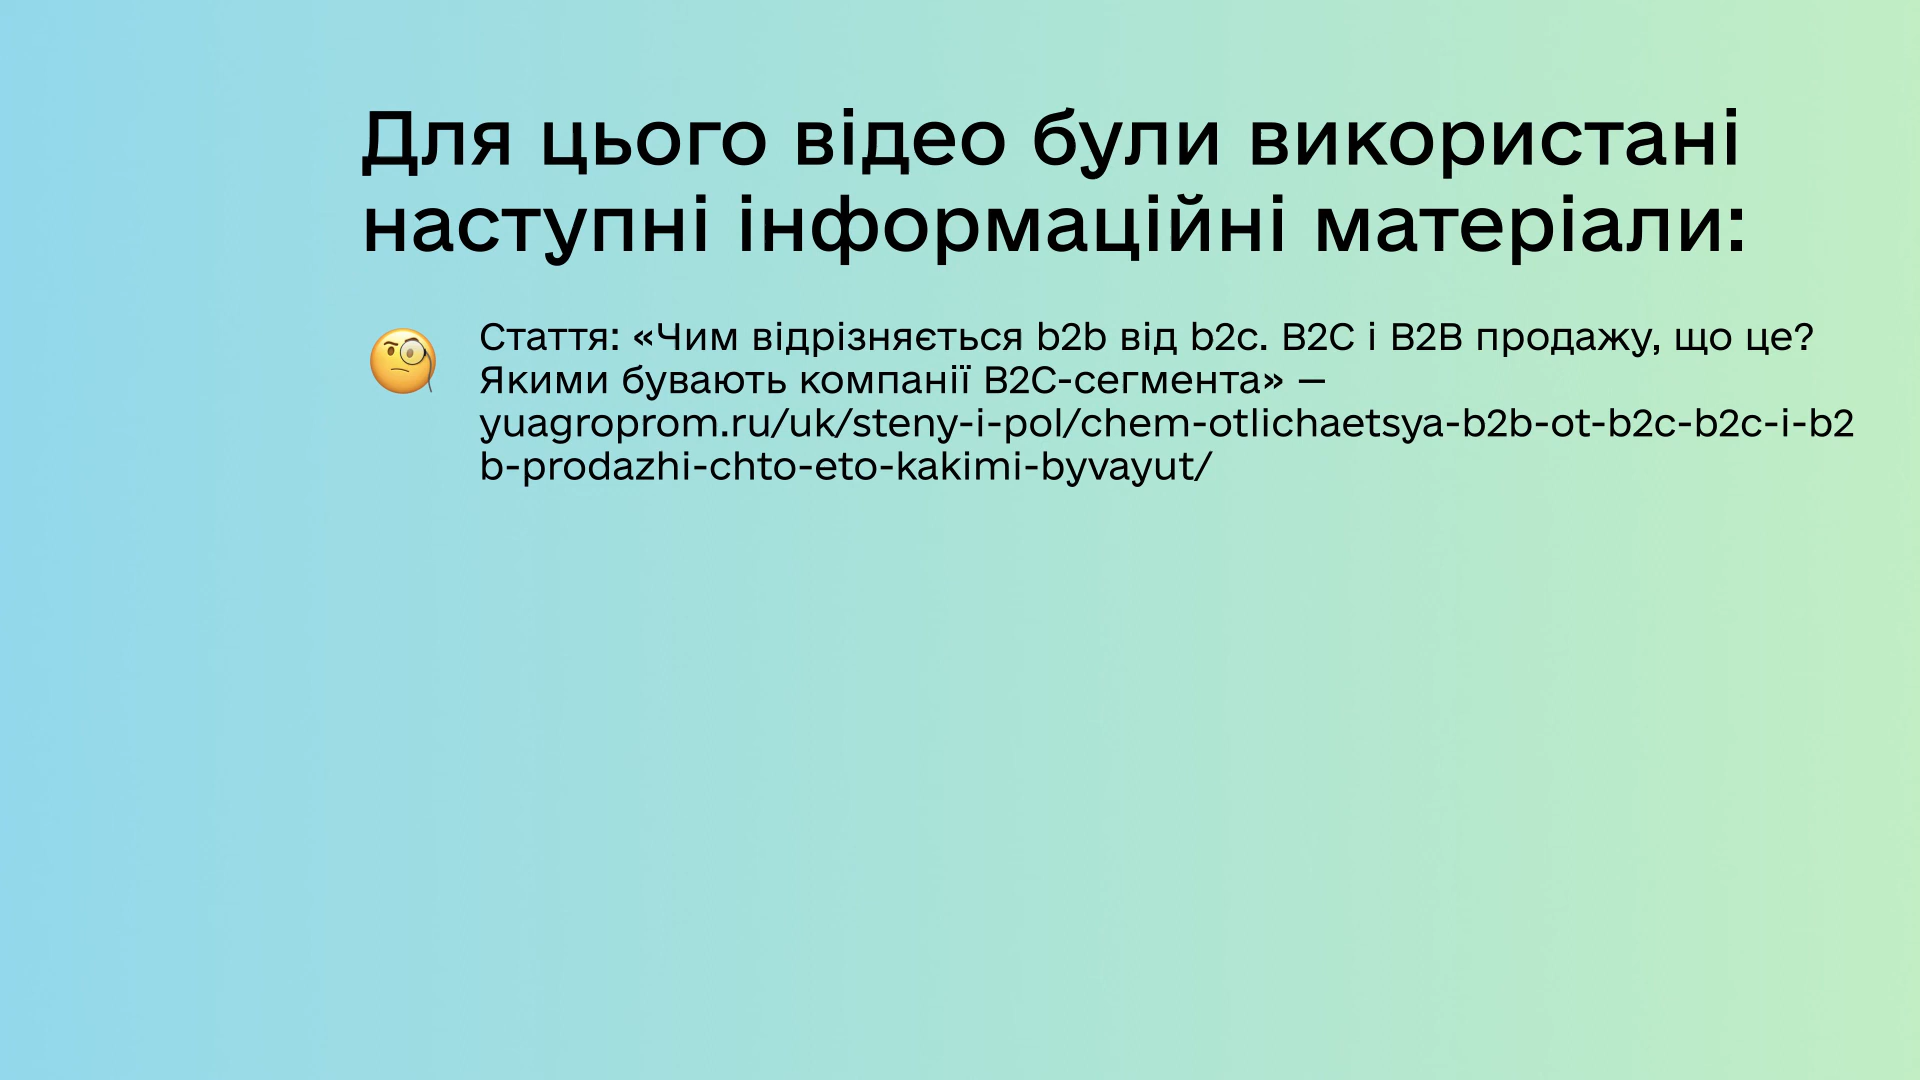 Для цього відео були використані
наступні інформаційні матеріали:
Стаття: «Чим відрізняється b2b від b2c. B2C і B2B продажу, що це?
Якими бувають компанії B2C-сегмента» —
yuagroprom.ru/uk/steny-i-pol/chem-otlichaetsya-b2b-ot-b2c-b2c-i-b2
b-prodazhi-chto-eto-kakimi-byvayut/